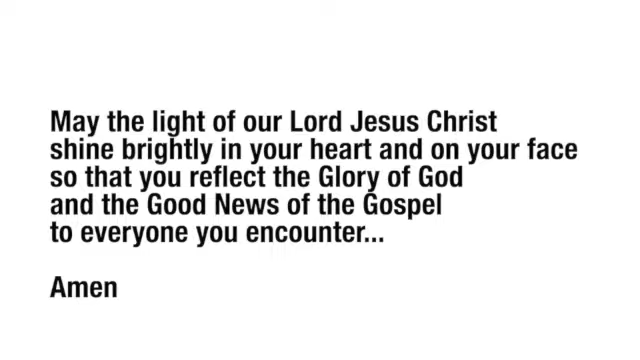 May the light of our Lord Jesus Christ
shine brightly in your heart and on your face
so that you reflect the Glory of God
and the Good News of the Gospel
to everyone you encounter...
Amen